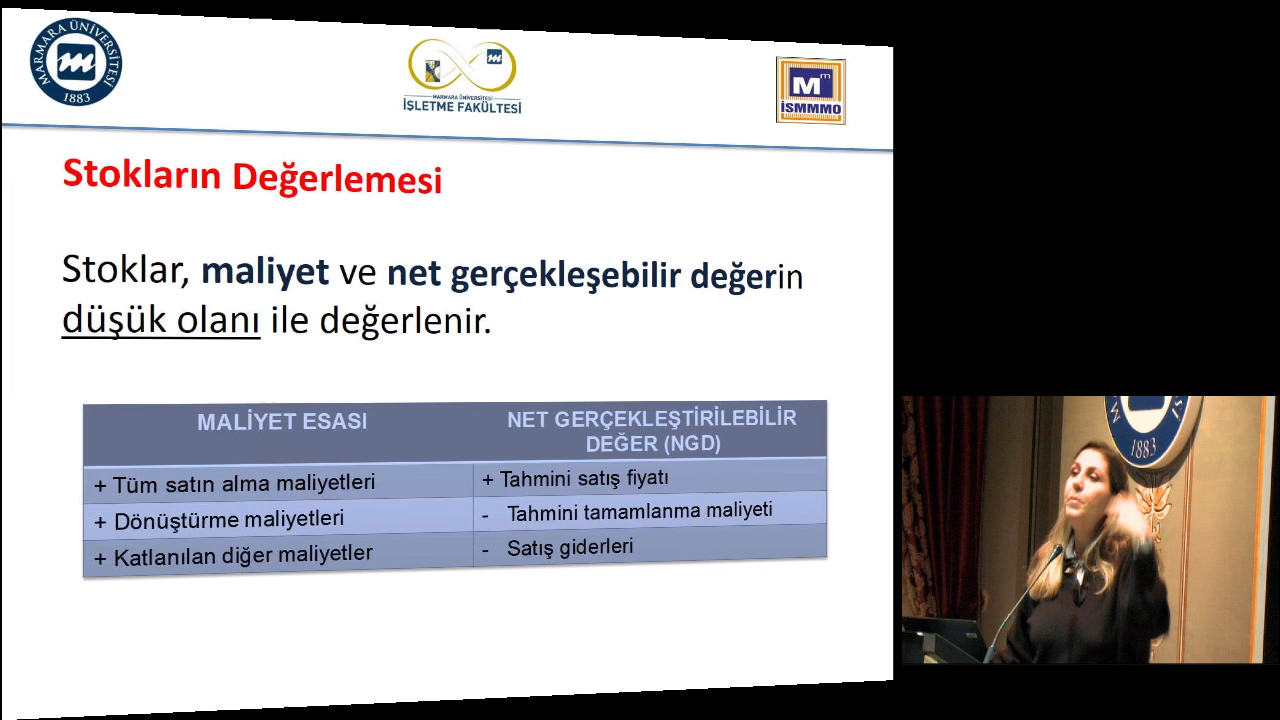 MARMARA ÜNİVERSİTESİ
1883
MARMARA ÜNİVERSİTESİ
İŞLETME FAKÜLTESİ
Mm
İSMMMO
Stokların Değerlemesi
Stoklar, maliyet ve net gerçekleşebilir değerin
düşük olanı ile değerlenir.
MALİYET ESASI
NET GERÇEKLEŞTİRİLEBİLİR
DEĞER (NGD)
+ Tüm satın alma maliyetleri
+ Tahmini satış fiyatı
+ Dönüştürme maliyetleri
- Tahmini tamamlanma maliyeti
+ Katlanılan diğer maliyetler
- Satış giderleri
1883